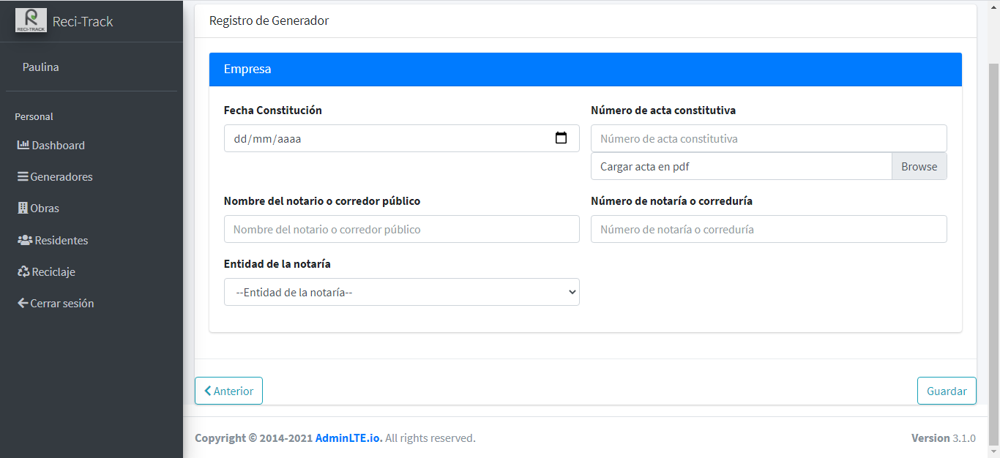 RECI-TRACK
Reci-Track
Paulina
Personal
Dashboard
Generadores
Obras
Residentes
Reciclaje
Cerrar sesión
Registro de Generador
Empresa
Fecha Constitución
dd/mm/aaaa
Número de acta constitutiva
Número de acta constitutiva
Cargar acta en pdf Browse
Nombre del notario o corredor público
Nombre del notario o corredor público
Número de notaría o correduría
Número de notaría o correduría
Entidad de la notaría
--Entidad de la notaría--
Anterior
Guardar
Copyright © 2014-2021 AdminLTE.io. All rights reserved.
Version 3.1.0